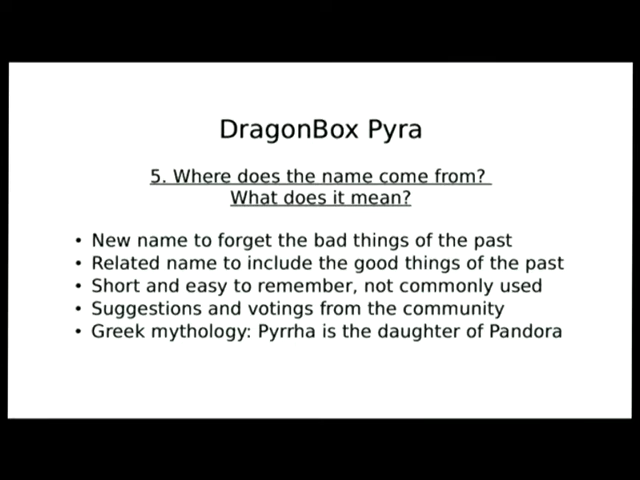 DragonBox Pyra
5. Where does the name come from?
What does it mean?
• New name to forget the bad things of the past
• Related name to include the good things of the past
• Short and easy to remember, not commonly used
• Suggestions and votings from the community
• Greek mythology: Pyrrha is the daughter of Pandora